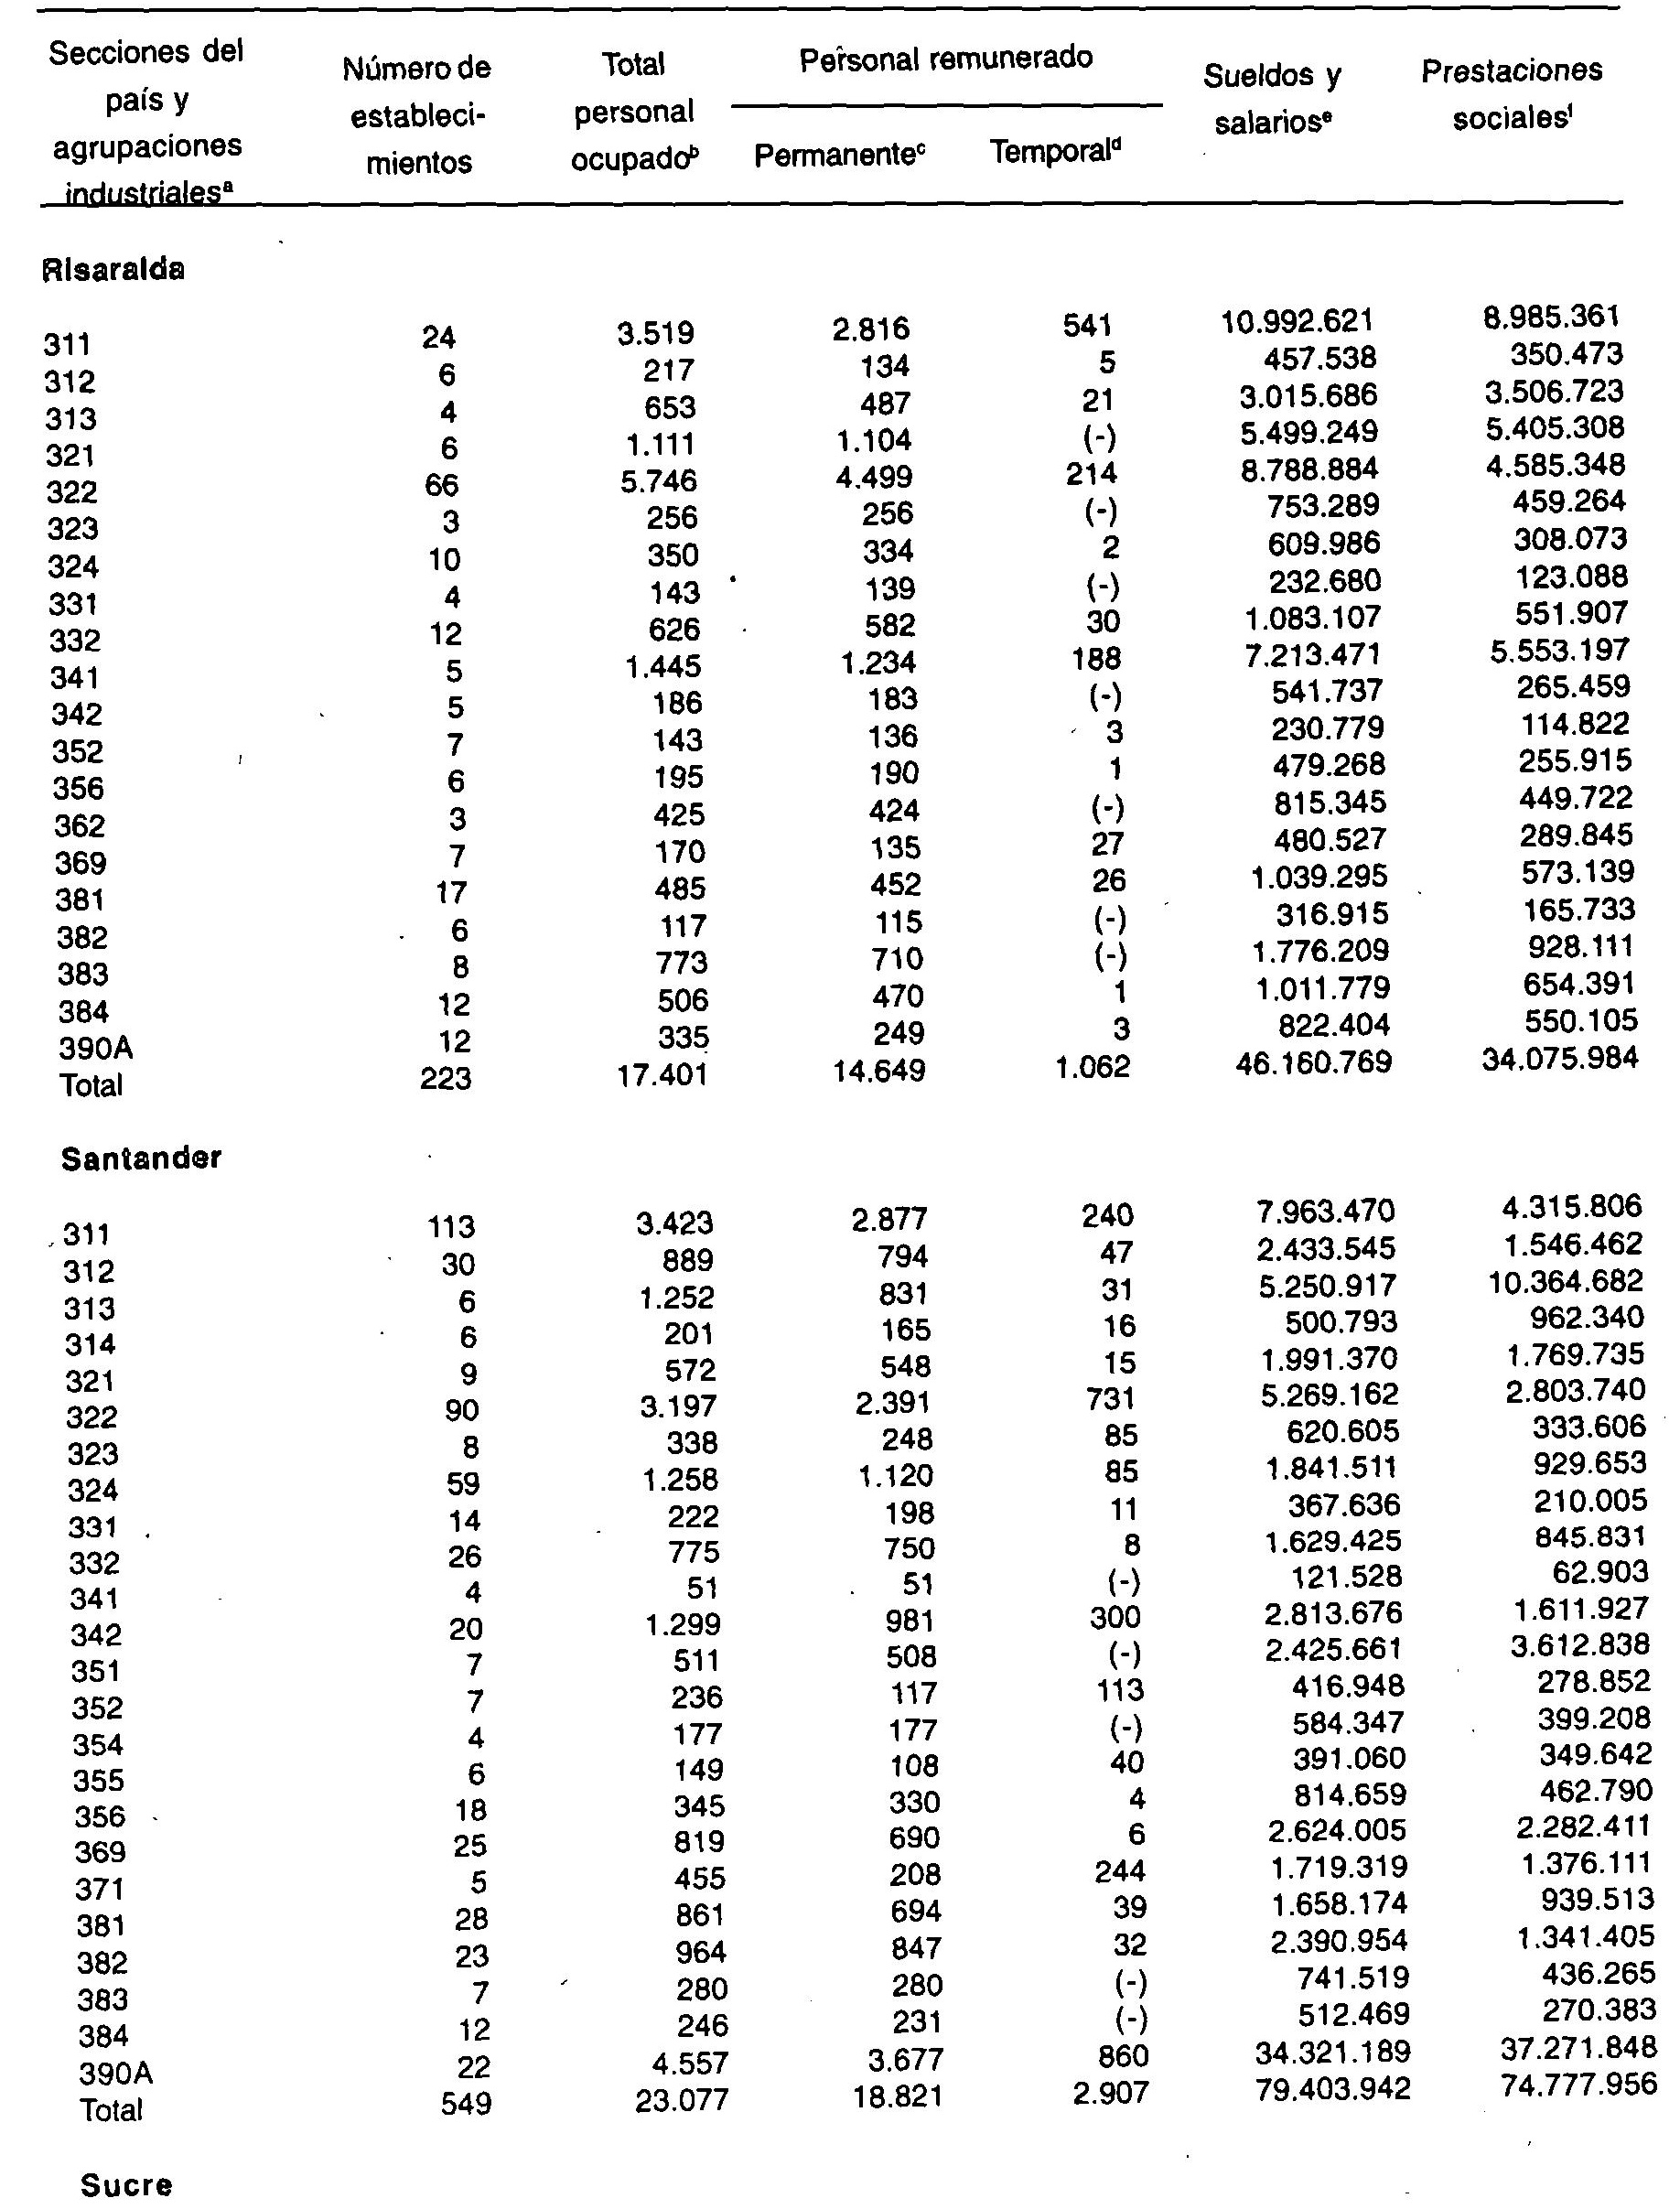 Secciones del país y agrupaciones industrialesª Número de estableci-mientos Total personal ocupadoᵇ Personal remunerado Permanenteᶜ Temporalᵈ Sueldos y salariosᵉ Prestaciones socialesᶠ
Risaralda
311 24 3.519 2.816 541 10.992.621 8.985.361
312 6 217 134 5 457.538 350.473
313 4 653 487 21 3.015.686 3.506.723
321 6 1.111 1.104 (-) 5.499.249 5.405.308
322 66 5.746 4.499 214 8.788.884 4.585.348
323 3 256 256 (-) 753.289 459.264
324 10 350 334 2 609.986 308.073
331 4 143 139 (-) 232.680 123.088
332 12 626 582 30 1.083.107 551.907
341 5 1.445 1.234 188 7.213.471 5.553.197
342 5 186 183 (-) 541.737 265.459
352 7 143 136 3 230.779 114.822
356 6 195 190 1 479.268 255.915
362 3 425 424 (-) 815.345 449.722
369 7 170 135 27 480.527 289.845
381 17 485 452 26 1.039.295 573.139
382 6 117 115 (-) 316.915 165.733
383 8 773 710 (-) 1.776.209 928.111
384 12 506 470 1 1.011.779 654.391
390A 12 335 249 3 822.404 550.105
Total 223 17.401 14.649 1.062 46.160.769 34.075.984
Santander
311 113 3.423 2.877 240 7.963.470 4.315.806
312 30 889 794 47 2.433.545 1.546.462
313 6 1.252 831 31 5.250.917 10.364.682
314 6 201 165 16 500.793 962.340
321 9 572 548 15 1.991.370 1.769.735
322 90 3.197 2.391 731 5.269.162 2.803.740
323 8 338 248 85 620.605 333.606
324 59 1.258 1.120 85 1.841.511 929.653
331 14 222 198 11 367.636 210.005
332 26 775 750 8 1.629.425 845.831
341 4 51 51 (-) 121.528 62.903
342 20 1.299 981 300 2.813.676 1.611.927
351 7 511 508 (-) 2.425.661 3.612.838
352 7 236 117 113 416.948 278.852
354 4 177 177 (-) 584.347 399.208
355 6 149 108 40 391.060 349.642
356 18 345 330 4 814.659 462.790
369 25 819 690 6 2.624.005 2.282.411
371 5 455 208 244 1.719.319 1.376.111
381 28 861 694 39 1.658.174 939.513
382 23 964 847 32 2.390.954 1.341.405
383 7 280 280 (-) 741.519 436.265
384 12 246 231 (-) 512.469 270.383
390A 22 4.557 3.677 860 34.321.189 37.271.848
Total 549 23.077 18.821 2.907 79.403.942 74.777.956
Sucre